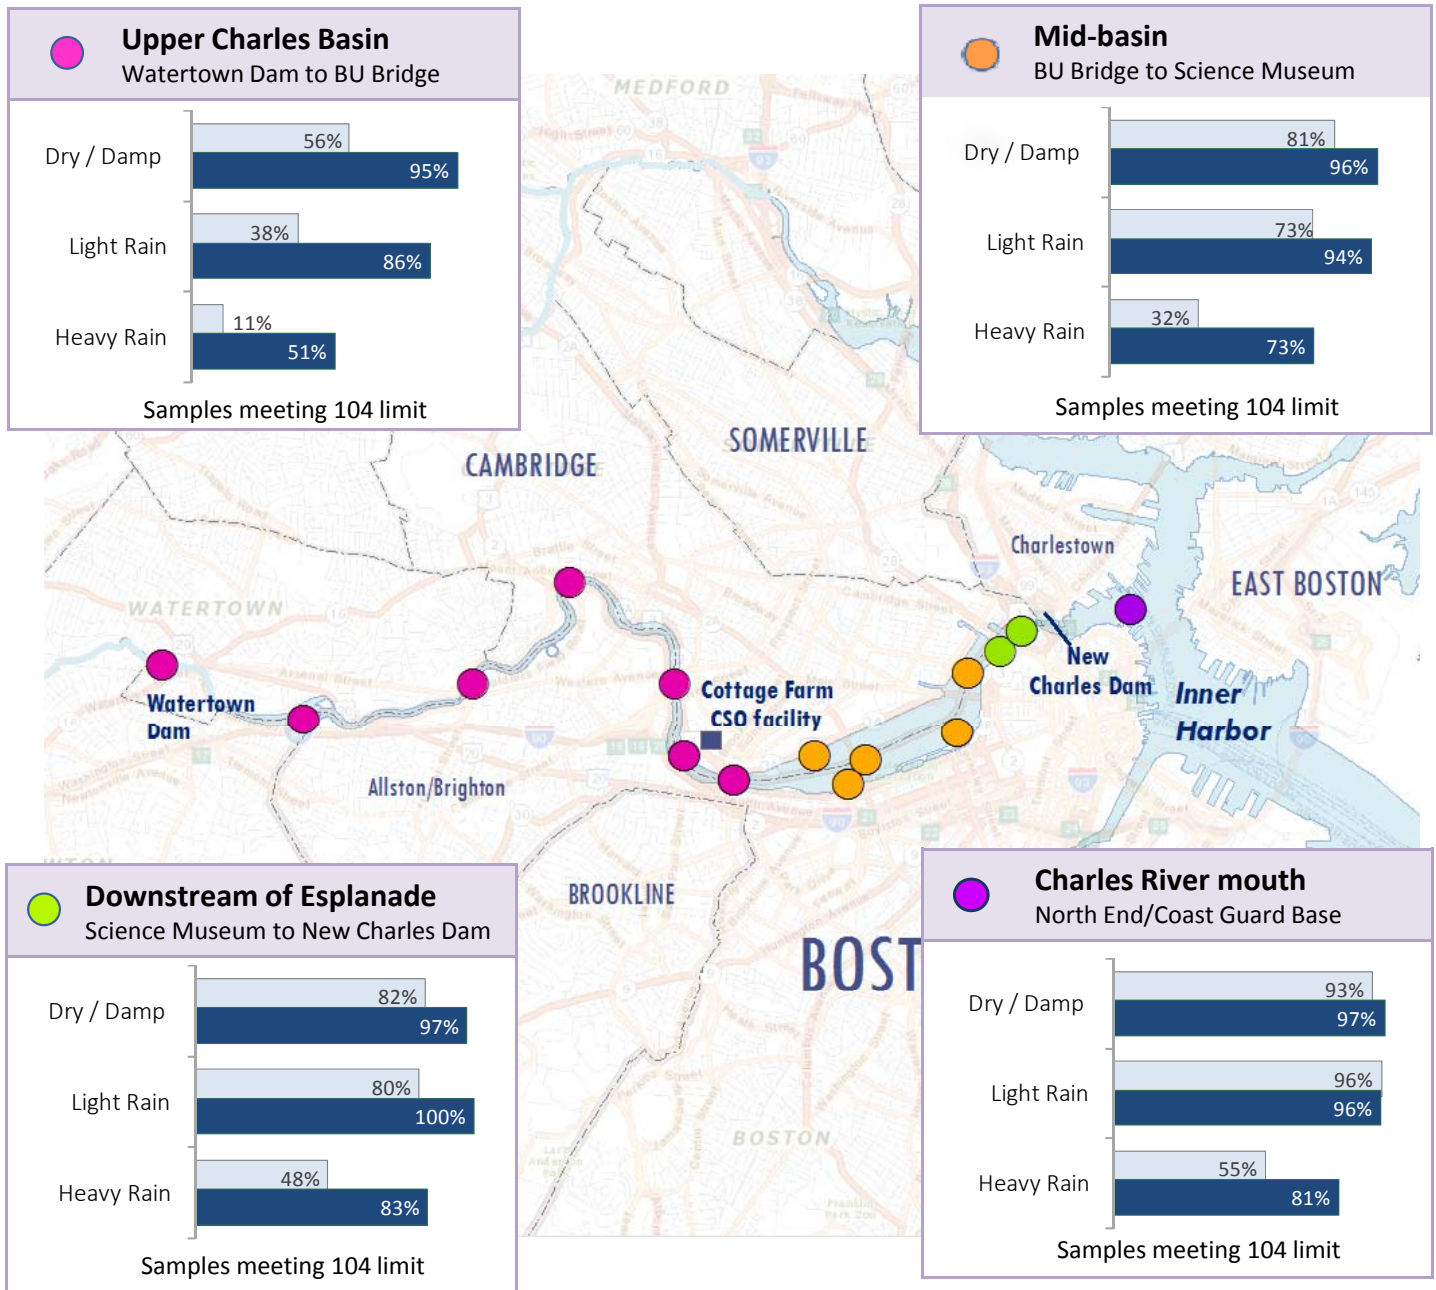 Upper Charles Basin
Watertown Dam to BU Bridge
Dry / Damp
56%
95%
Light Rain
38%
86%
Heavy Rain
11%
51%
Samples meeting 104 limit
Mid-basin
BU Bridge to Science Museum
Dry / Damp
81%
96%
Light Rain
73%
94%
Heavy Rain
32%
73%
Samples meeting 104 limit
MEDFORD
SOMERVILLE
CAMBRIDGE
Charlestown
EAST BOSTON
WATERTOWN
Watertown
Dam
Cottage Farm
CSO facility
New
Charles Dam
Inner
Harbor
Allston/Brighton
BROOKLINE
BOST
BOSTON
Downstream of Esplanade
Science Museum to New Charles Dam
Dry / Damp
82%
97%
Light Rain
80%
100%
Heavy Rain
48%
83%
Samples meeting 104 limit
Charles River mouth
North End/Coast Guard Base
Dry / Damp
93%
97%
Light Rain
96%
96%
Heavy Rain
55%
81%
Samples meeting 104 limit